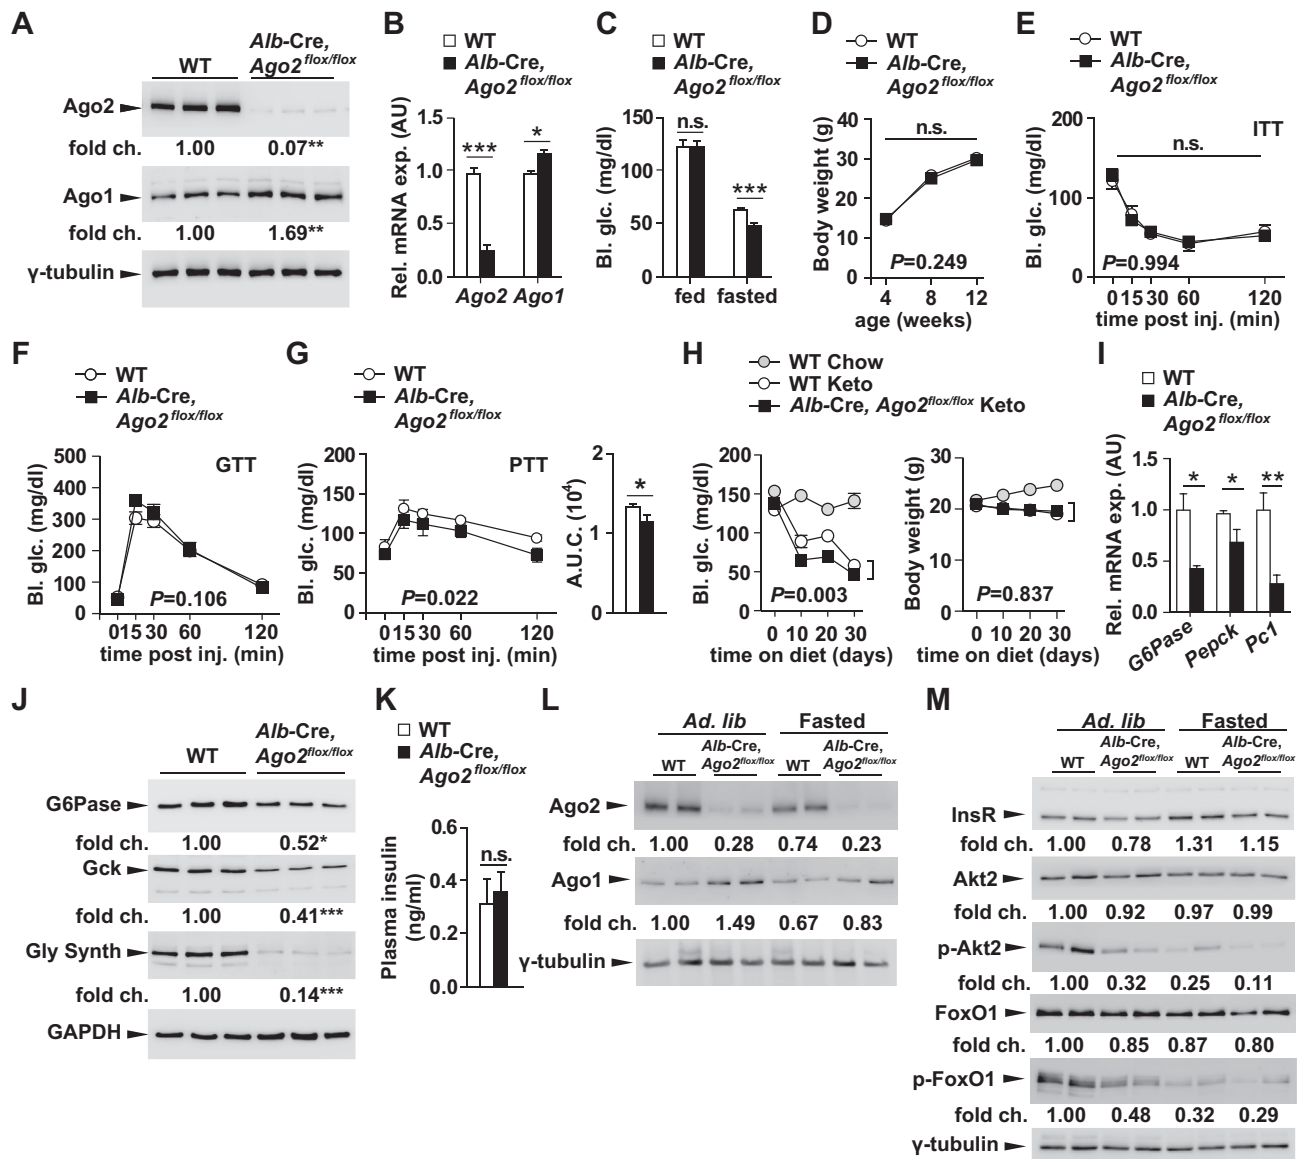 A
WT
Alb-Cre,
Ago2flox/flox
Ago2
fold ch. 1.00 0.07**
Ago1
fold ch. 1.00 1.69**
γ-tubulin
B
WT
Alb-Cre,
Ago2flox/flox
Rel. mRNA exp. (AU)
1.5
1.0
0.5
0.0
***
*
Ago2 Ago1
C
WT
Alb-Cre,
Ago2flox/flox
Bl. glc. (mg/dl)
150
100
50
0
n.s.
***
fed fasted
D
WT
Alb-Cre,
Ago2flox/flox
Body weight (g)
40
30
20
10
0
n.s.
P=0.249
4 8 12
age (weeks)
E
WT
Alb-Cre,
Ago2flox/flox
Bl. glc. (mg/dl)
200
100
0
ITT
n.s.
P=0.994
0 15 30 60 120
time post inj. (min)
F
WT
Alb-Cre,
Ago2flox/flox
Bl. glc. (mg/dl)
500
400
300
200
100
0
GTT
P=0.106
0 15 30 60 120
time post inj. (min)
G
WT
Alb-Cre,
Ago2flox/flox
Bl. glc. (mg/dl)
200
150
100
50
0
PTT
P=0.022
0 15 30 60 120
time post inj. (min)
A.U.C. (10⁴)
2
1
0
*
H
WT Chow
WT Keto
Alb-Cre, Ago2flox/flox Keto
Bl. glc. (mg/dl)
200
150
100
50
0
P=0.003
0 10 20 30
time on diet (days)
Body weight (g)
30
20
10
0
P=0.837
0 10 20 30
time on diet (days)
I
WT
Alb-Cre,
Ago2flox/flox
Rel. mRNA exp. (AU)
1.5
1.0
0.5
0.0
* * **
G6Pase Pepck Pc1
J
WT
Alb-Cre,
Ago2flox/flox
G6Pase
fold ch. 1.00 0.52*
Gck
fold ch. 1.00 0.41***
Gly Synth
fold ch. 1.00 0.14***
GAPDH
K
WT
Alb-Cre,
Ago2flox/flox
Plasma insulin
(ng/ml)
0.6
0.4
0.2
0.0
n.s.
L
Ad. lib Fasted
WT Alb-Cre, Ago2flox/flox WT Alb-Cre, Ago2flox/flox
Ago2
fold ch. 1.00 0.28 0.74 0.23
Ago1
fold ch. 1.00 1.49 0.67 0.83
γ-tubulin
M
Ad. lib Fasted
WT Alb-Cre, Ago2flox/flox WT Alb-Cre, Ago2flox/flox
InsR
fold ch. 1.00 0.78 1.31 1.15
Akt2
fold ch. 1.00 0.92 0.97 0.99
p-Akt2
fold ch. 1.00 0.32 0.25 0.11
FoxO1
fold ch. 1.00 0.85 0.87 0.80
p-FoxO1
fold ch. 1.00 0.48 0.32 0.29
γ-tubulin